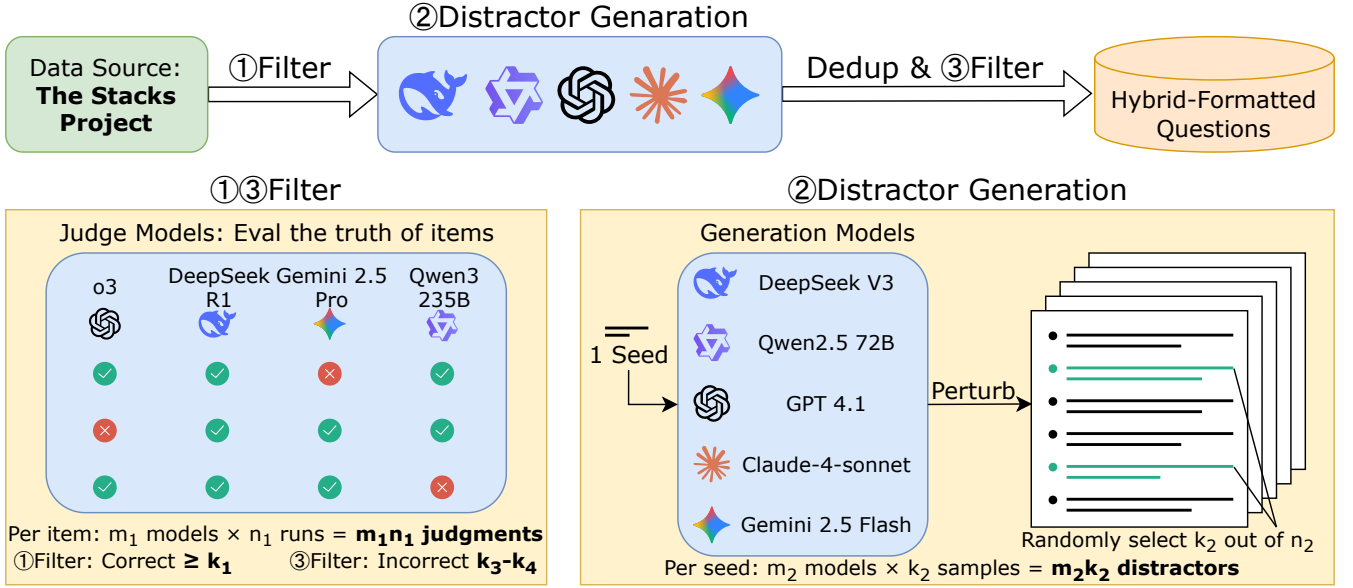 ②Distractor Genaration
Data Source:
The Stacks
Project
①Filter
Dedup & ③Filter
Hybrid-Formatted
Questions
①③Filter
Judge Models: Eval the truth of items
o3
DeepSeek
R1
Gemini 2.5
Pro
Qwen3
235B
Per item: m₁ models × n₁ runs = m₁n₁ judgments
①Filter: Correct ≥ k₁
③Filter: Incorrect k₃-k₄
②Distractor Generation
Generation Models
1 Seed
DeepSeek V3
Qwen2.5 72B
GPT 4.1
Claude-4-sonnet
Gemini 2.5 Flash
Perturb
Randomly select k₂ out of n₂
Per seed: m₂ models × k₂ samples = m₂k₂ distractors